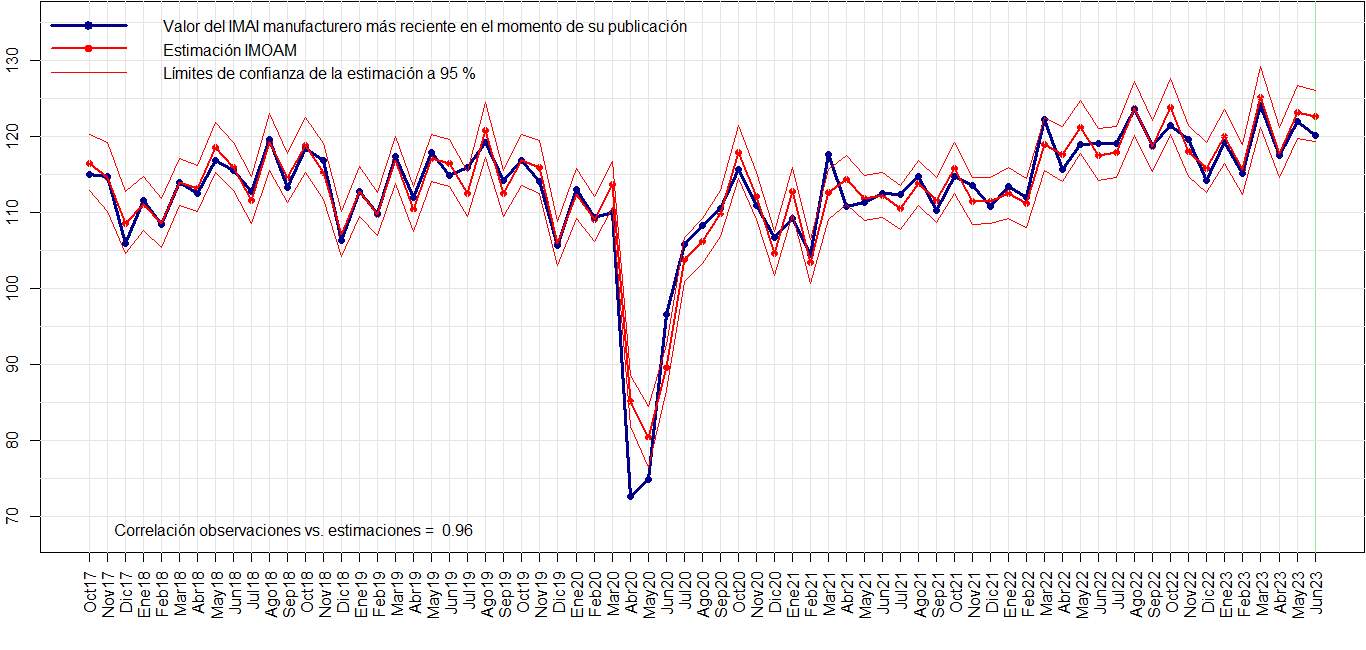 Valor del IMAI manufacturero más reciente en el momento de su publicación
Estimación IMOAM
Límites de confianza de la estimación a 95 %
130
120
110
100
90
80
70
Correlación observaciones vs. estimaciones = 0.96
Oct17
Nov17
Dic17
Ene18
Feb18
Mar18
Abr18
May18
Jun18
Jul18
Ago18
Sep18
Oct18
Nov18
Dic18
Ene19
Feb19
Mar19
Abr19
May19
Jun19
Jul19
Ago19
Sep19
Oct19
Nov19
Dic19
Ene20
Feb20
Mar20
Abr20
May20
Jun20
Jul20
Ago20
Sep20
Oct20
Nov20
Dic20
Ene21
Feb21
Mar21
Abr21
May21
Jun21
Jul21
Ago21
Sep21
Oct21
Nov21
Dic21
Ene22
Feb22
Mar22
Abr22
May22
Jun22
Jul22
Ago22
Sep22
Oct22
Nov22
Dic22
Ene23
Feb23
Mar23
Abr23
May23
Jun23